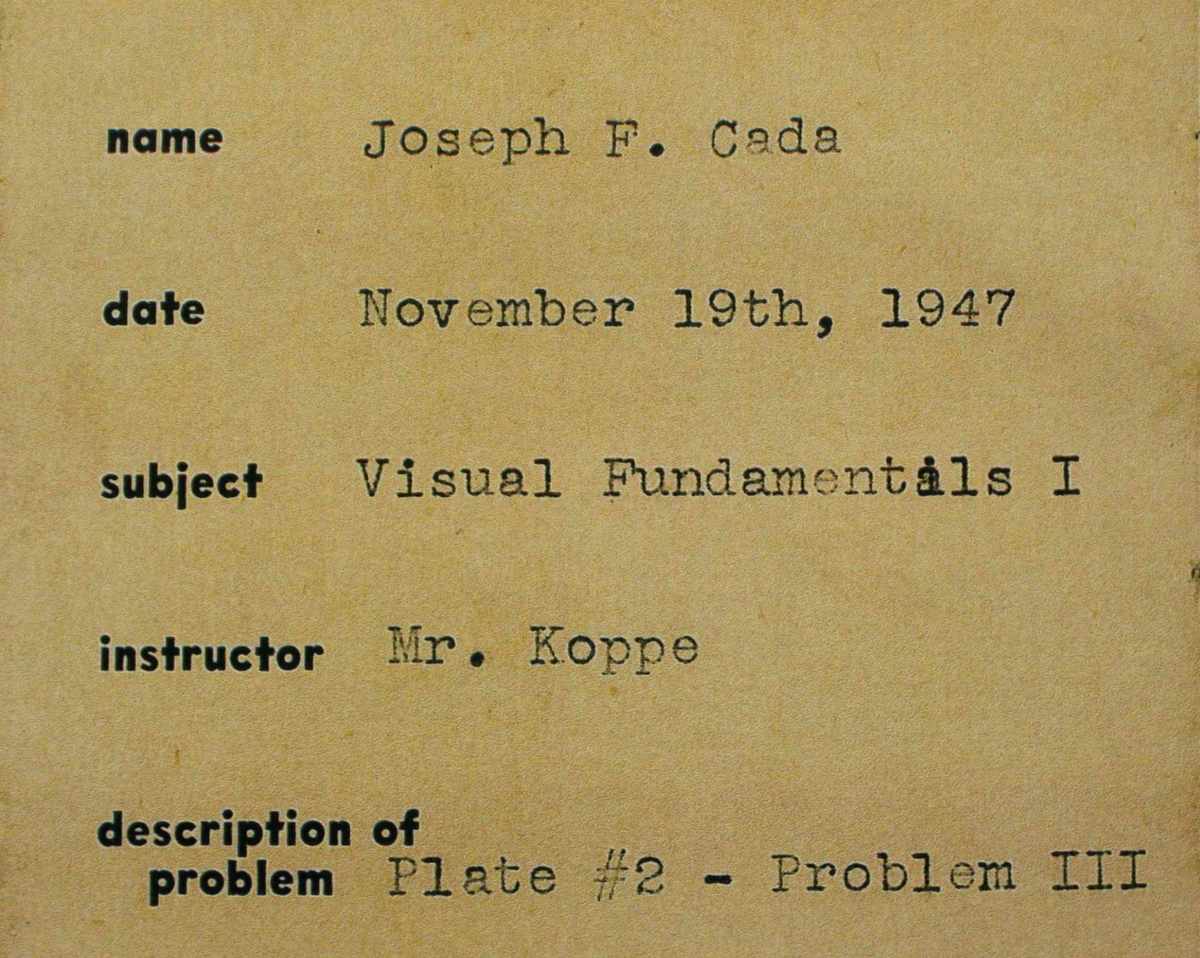 name Joseph F. Cada
date November 19th, 1947
subject Visual Fundamentals I
instructor Mr. Koppe
description of
problem Plate #2 - Problem III